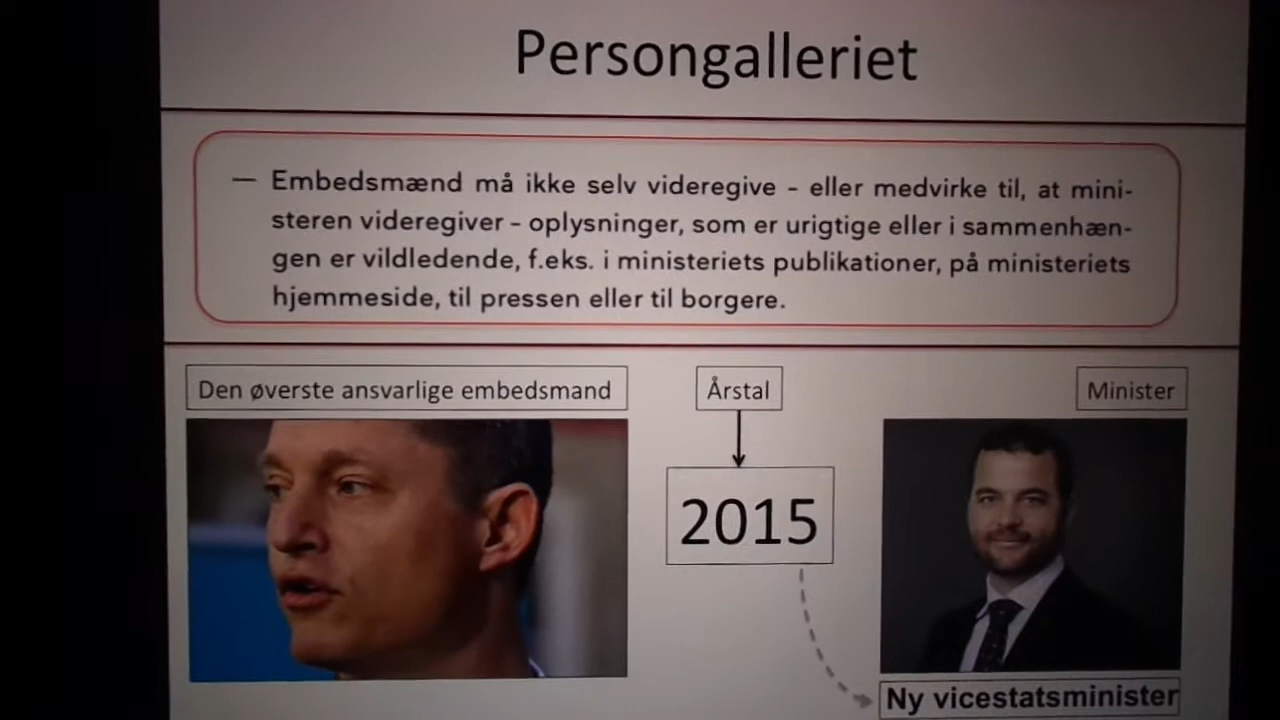 Persongalleriet
— Embedsmænd må ikke selv videregive - eller medvirke til, at mini-
steren videregiver - oplysninger, som er urigtige eller i sammenhæn-
gen er vildledende, f.eks. i ministeriets publikationer, på ministeriets
hjemmeside, til pressen eller til borgere.
Den øverste ansvarlige embedsmand
Årstal
Minister
2015
Ny vicestatsminister